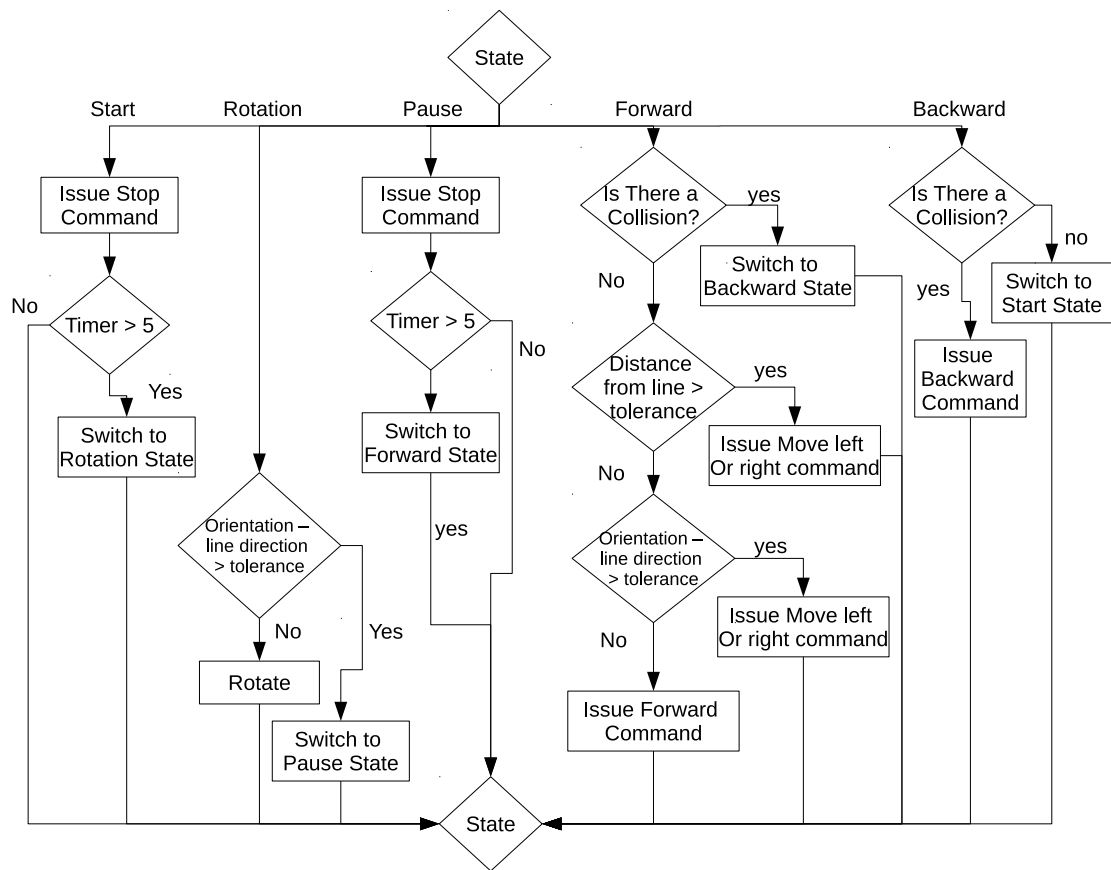 State
Start
Rotation
Pause
Forward
Backward
Issue Stop
Command
Issue Stop
Command
Is There a
Collision?
yes
Is There a
Collision?
no
No
Timer > 5
Yes
Timer > 5
No
No
Switch to
Backward State
yes
Switch to
Start State
Switch to
Rotation State
Switch to
Forward State
yes
Distance
from line >
tolerance
yes
Issue Move left
Or right command
Issue
Backward
Command
No
Orientation –
line direction
> tolerance
No
Yes
Orientation –
line direction
> tolerance
yes
Issue Move left
Or right command
No
Rotate
Switch to
Pause State
Issue Forward
Command
State